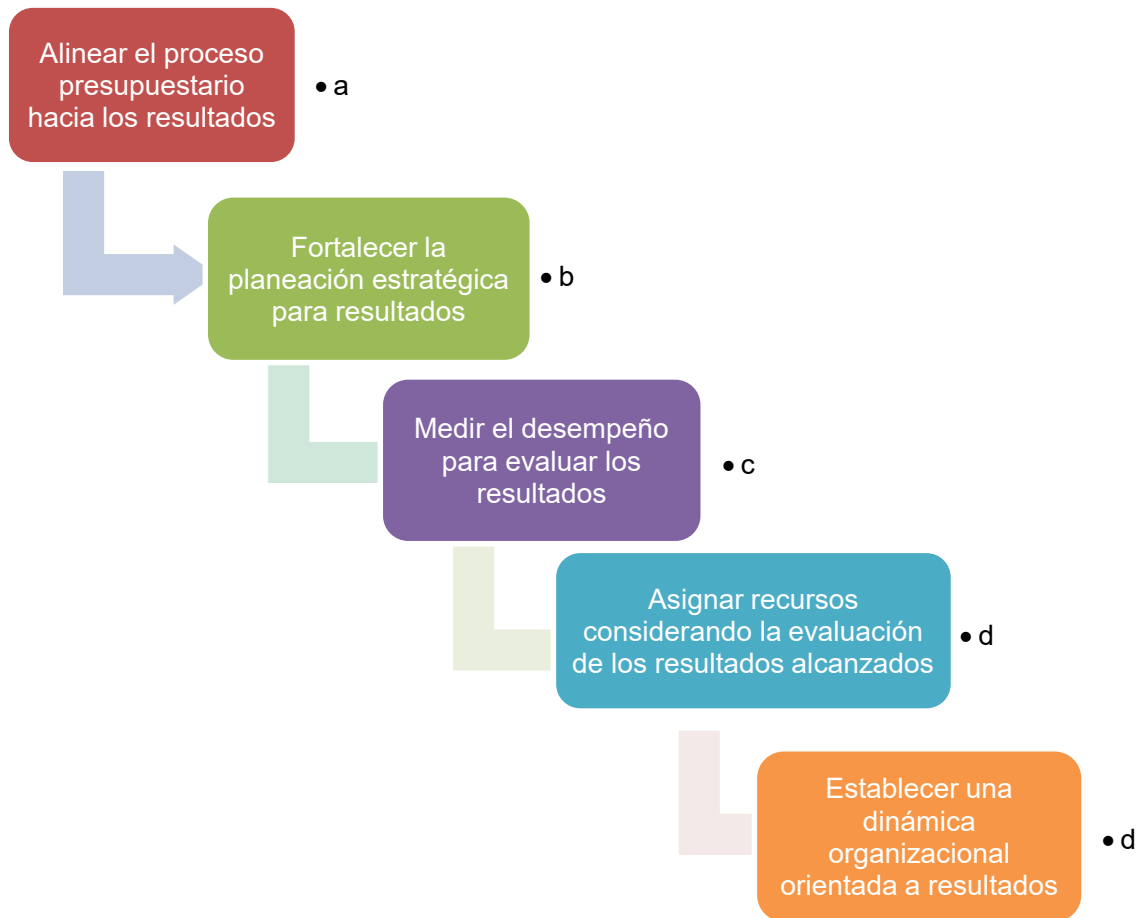 Alinear el proceso
presupuestario
hacia los resultados
• a
Fortalecer la
planeación estratégica
para resultados
• b
Medir el desempeño
para evaluar los
resultados
• c
Asignar recursos
considerando la evaluación
de los resultados alcanzados
• d
Establecer una
dinámica
organizacional
orientada a resultados
• d